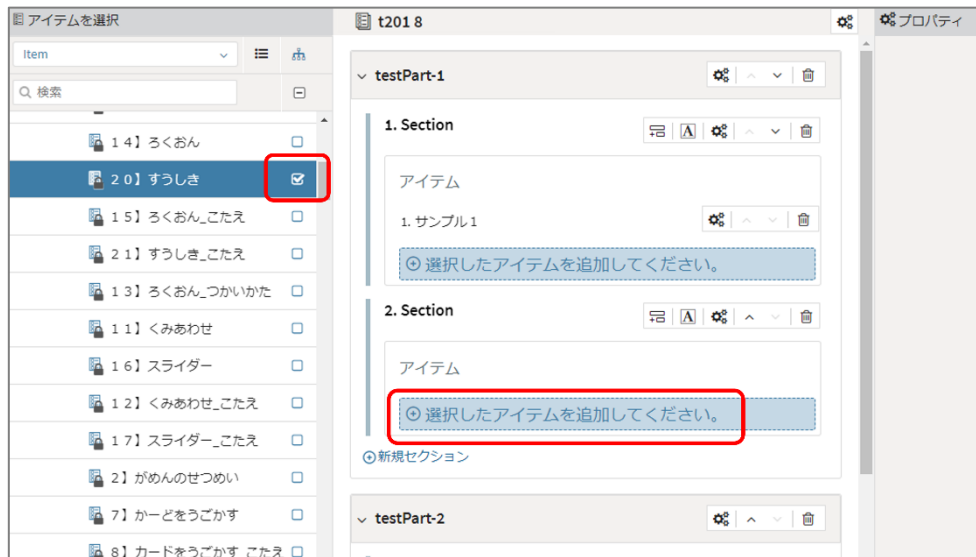 アイテムを選択
Item
検索
14】ろくおん
20】すうしき
15】ろくおん_こたえ
21】すうしき_こたえ
13】ろくおん_つかいかた
11】くみあわせ
16】スライダー
12】くみあわせ_こたえ
17】スライダー_こたえ
2】がめんのせつめい
7】かーどをうごかす
8】カードをうごかす_こたえ
t201８
testPart-1
1. Section
A
アイテム
1. サンプル1
選択したアイテムを追加してください。
2. Section
A
アイテム
選択したアイテムを追加してください。
新規セクション
testPart-2
プロパティ